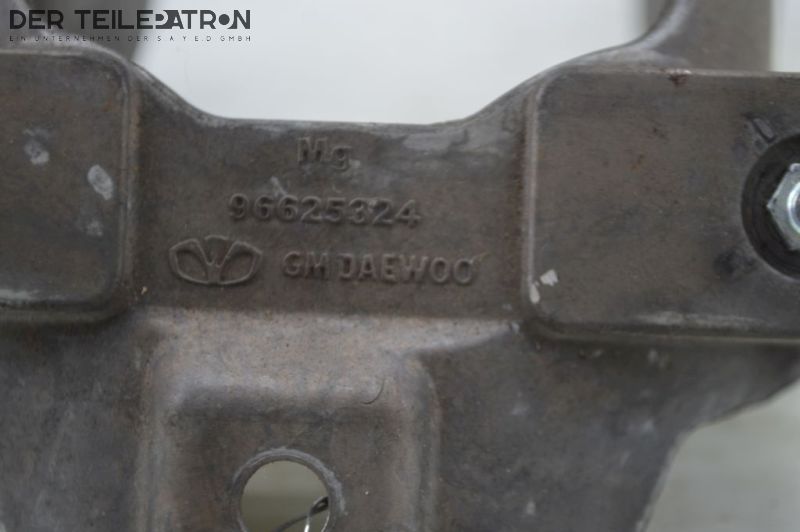 DER TEILEPATRON
EIN UNTERNEHMEN DER S A Y E.D GMBH
Mg
96625324
GM DAEWOO